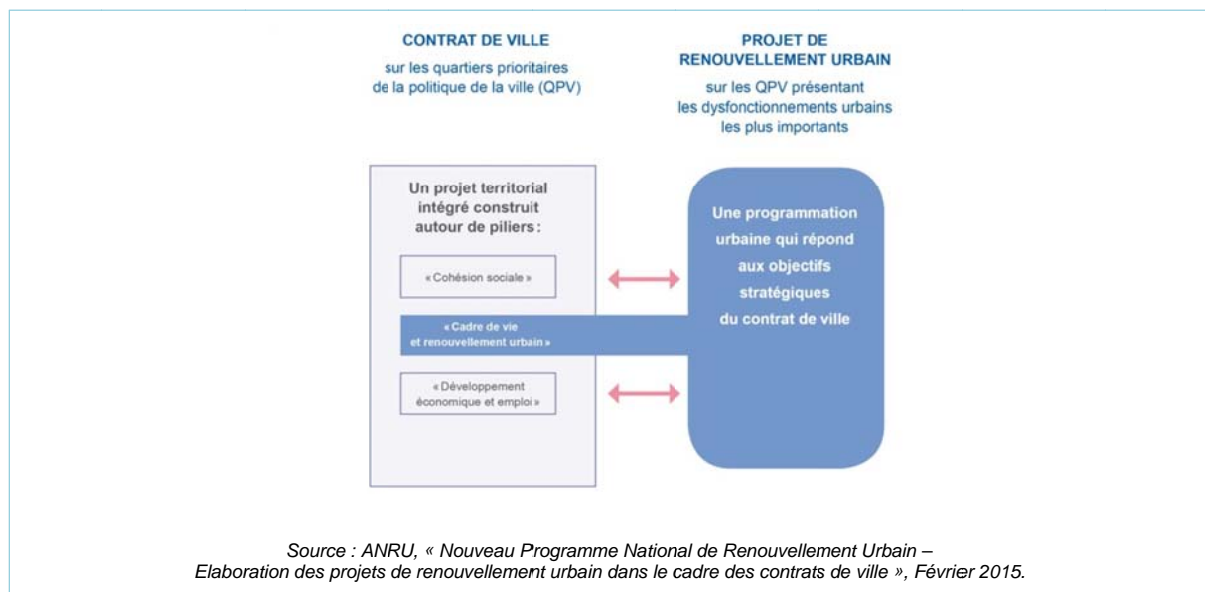 CONTRAT DE VILLE
sur les quartiers prioritaires
de la politique de la ville (QPV)
PROJET DE
RENOUVELLEMENT URBAIN
sur les QPV présentant
les dysfonctionnements urbains
les plus importants
Un projet territorial
intégré construit
autour de piliers :
« Cohésion sociale »
« Cadre de vie
et renouvellement urbain »
« Développement
économique et emploi »
Une programmation
urbaine qui répond
aux objectifs
stratégiques
du contrat de ville
Source : ANRU, « Nouveau Programme National de Renouvellement Urbain –
Elaboration des projets de renouvellement urbain dans le cadre des contrats de ville », Février 2015.